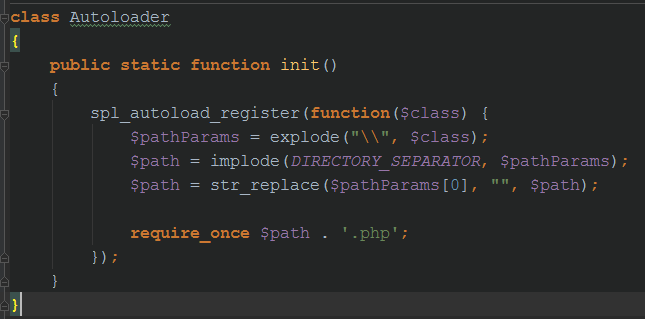 class Autoloader
{
    public static function init()
    {
        spl_autoload_register(function($class) {
            $pathParams = explode("\\", $class);
            $path = implode(DIRECTORY_SEPARATOR, $pathParams);
            $path = str_replace($pathParams[0], "", $path);

            require_once $path . '.php';
        });
    }
}